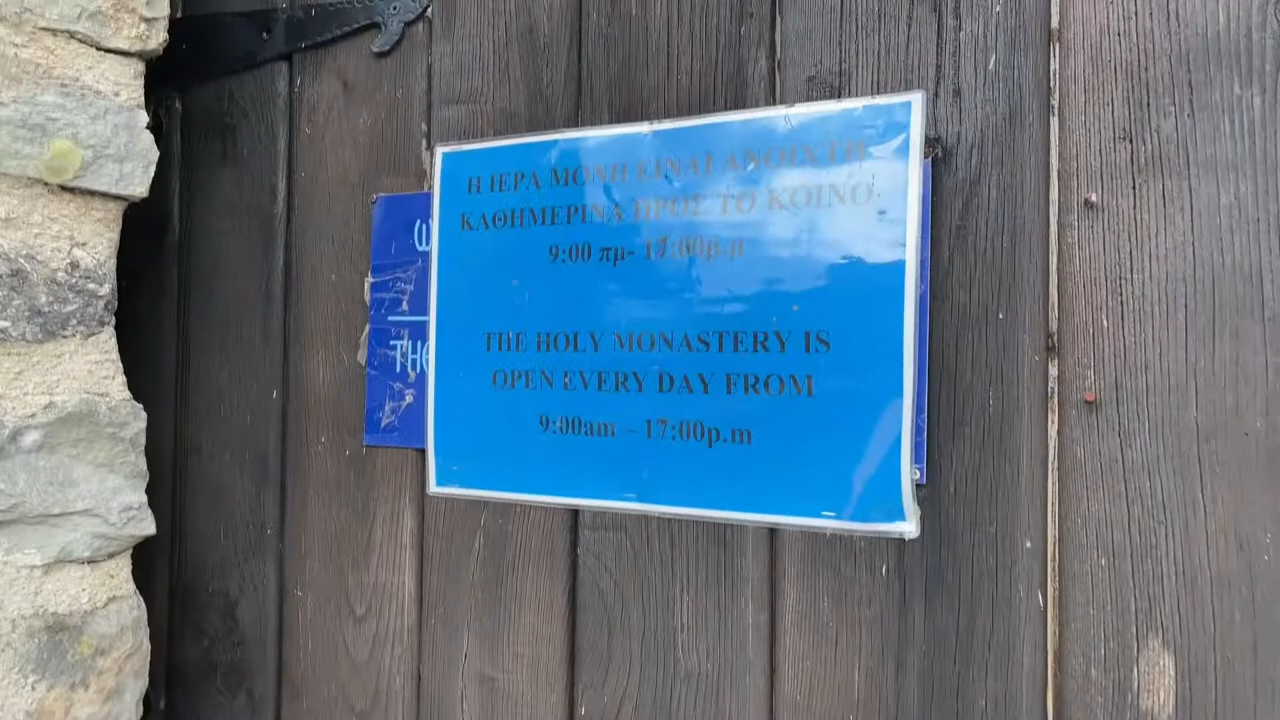 Η ΙΕΡΑ ΜΟΝΗ ΕΙΝΑΙ ΑΝΟΙΧΤΗ
ΚΑΘΗΜΕΡΙΝΑ ΠΡΟΣ ΤΟ ΚΟΙΝΟ
9:00 πμ- 17:00μ.μ
THE HOLY MONASTERY IS
OPEN EVERY DAY FROM
9:00am – 17:00p.m